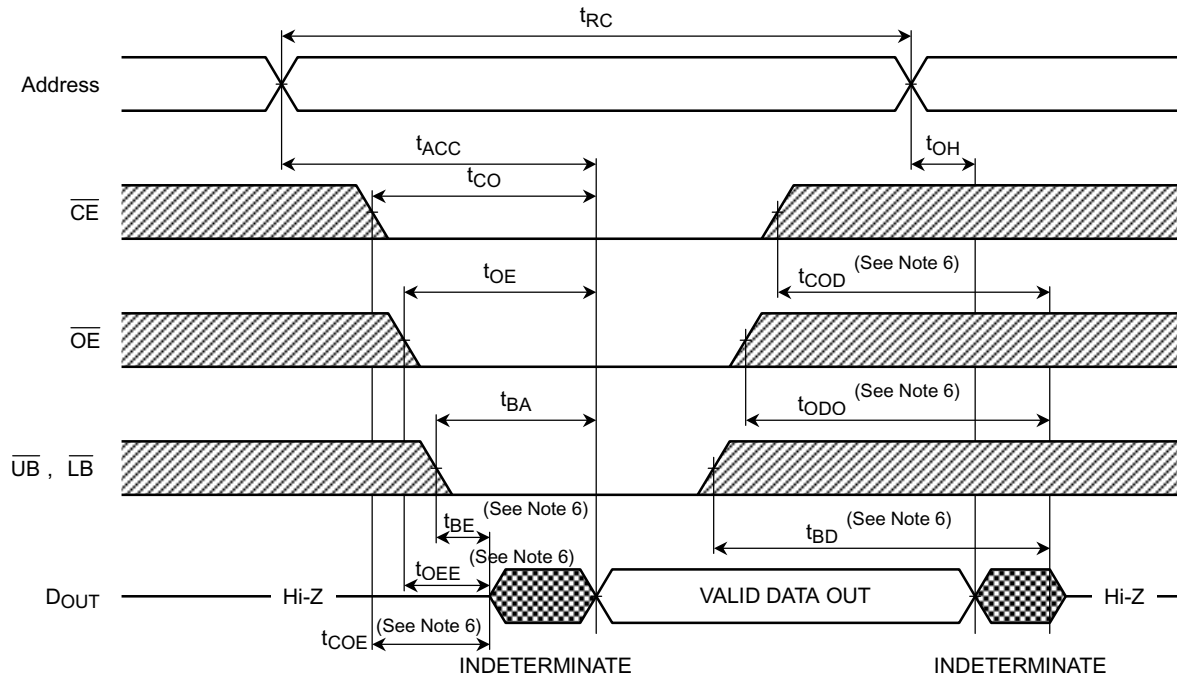 tRC
Address
tACC
tOH
tCO
CE
tOE
tCOD (See Note 6)
OE
tBA
tODO (See Note 6)
UB , LB
tBE (See Note 6)
tBD (See Note 6)
tOEE (See Note 6)
DOUT Hi-Z VALID DATA OUT Hi-Z
tCOE (See Note 6)
INDETERMINATE INDETERMINATE